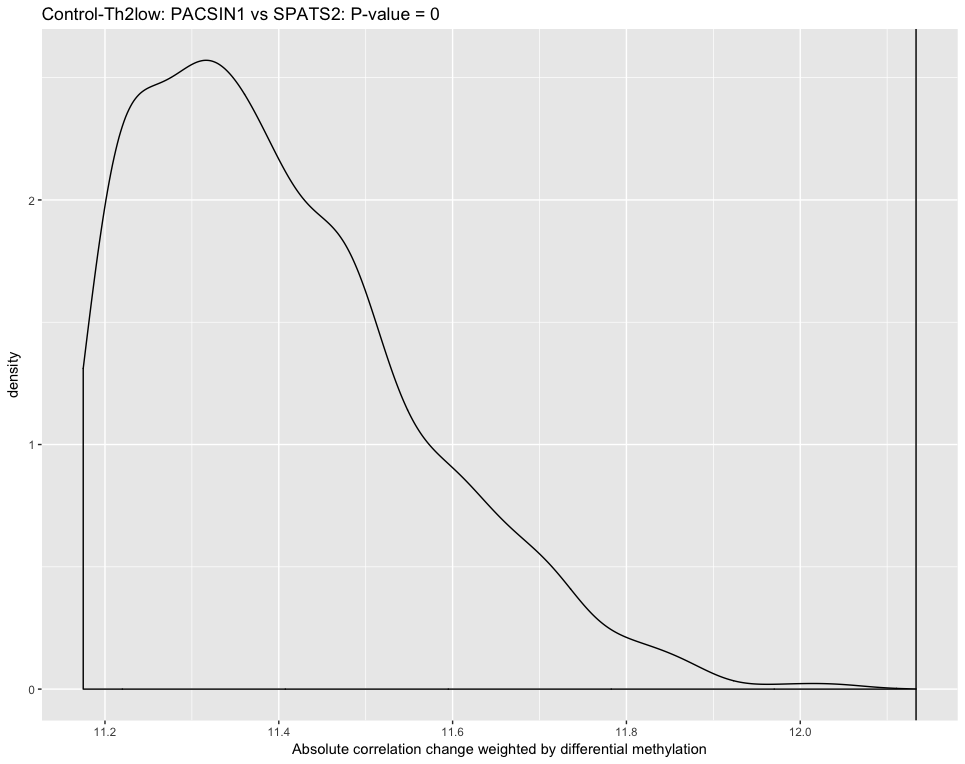 Control-Th2low: PACSIN1 vs SPATS2: P-value = 0
density
2
1
0
11.2 11.4 11.6 11.8 12.0
Absolute correlation change weighted by differential methylation